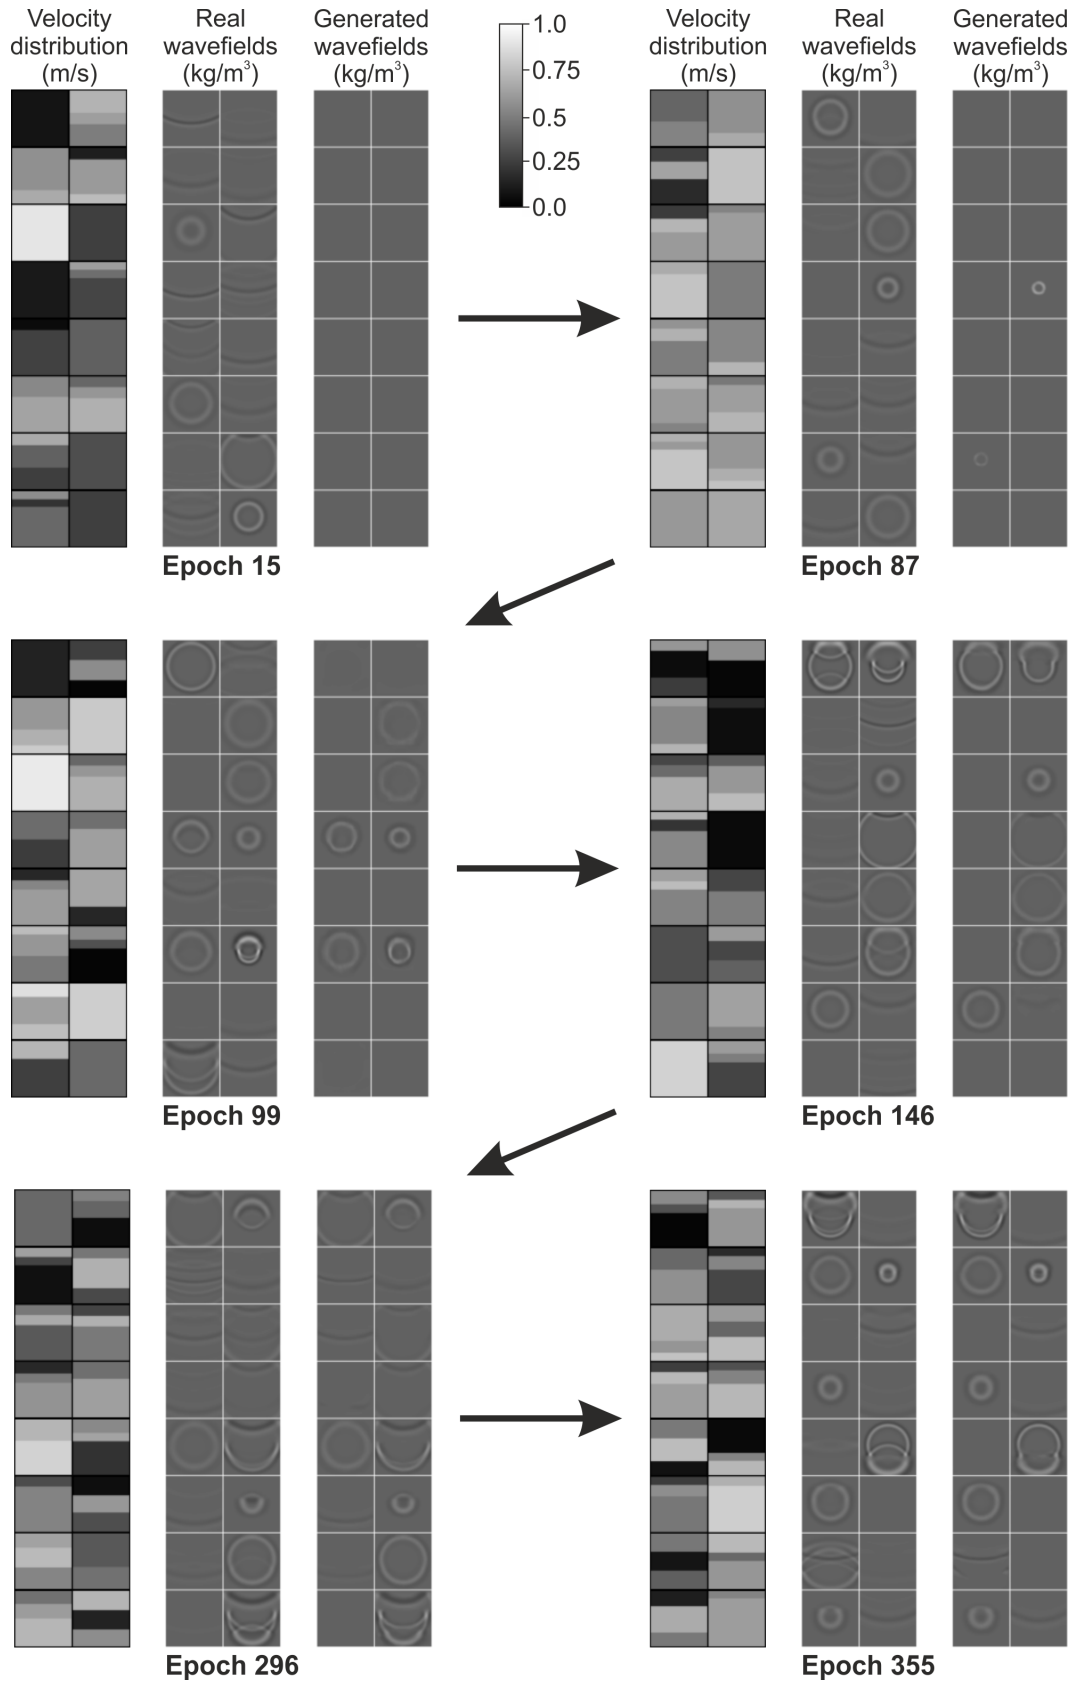 Velocity
distribution
(m/s)
Real
wavefields
(kg/m³)
Generated
wavefields
(kg/m³)
1.0
0.75
0.5
0.25
0.0
Velocity
distribution
(m/s)
Real
wavefields
(kg/m³)
Generated
wavefields
(kg/m³)
Epoch 15
Epoch 87
Epoch 99
Epoch 146
Epoch 296
Epoch 355